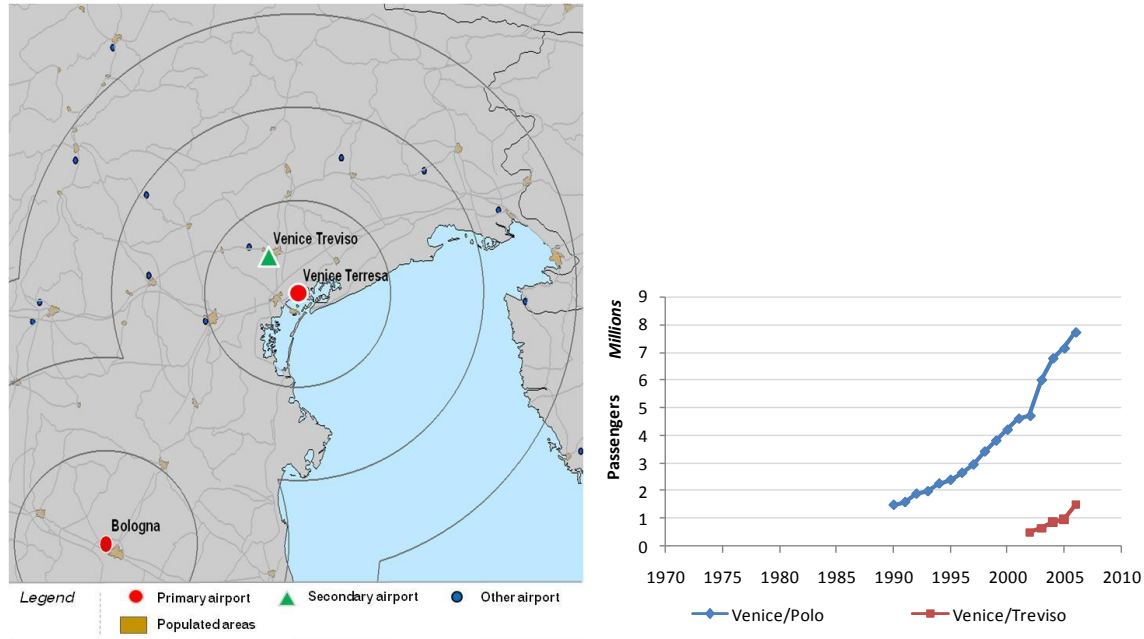 Venice Treviso
Venice Terresa
Bologna
Legend
Primary airport
Secondary airport
Other airport
Populated areas
Passengers Millions
9
8
7
6
5
4
3
2
1
0
1970 1975 1980 1985 1990 1995 2000 2005 2010
Venice/Polo Venice/Treviso